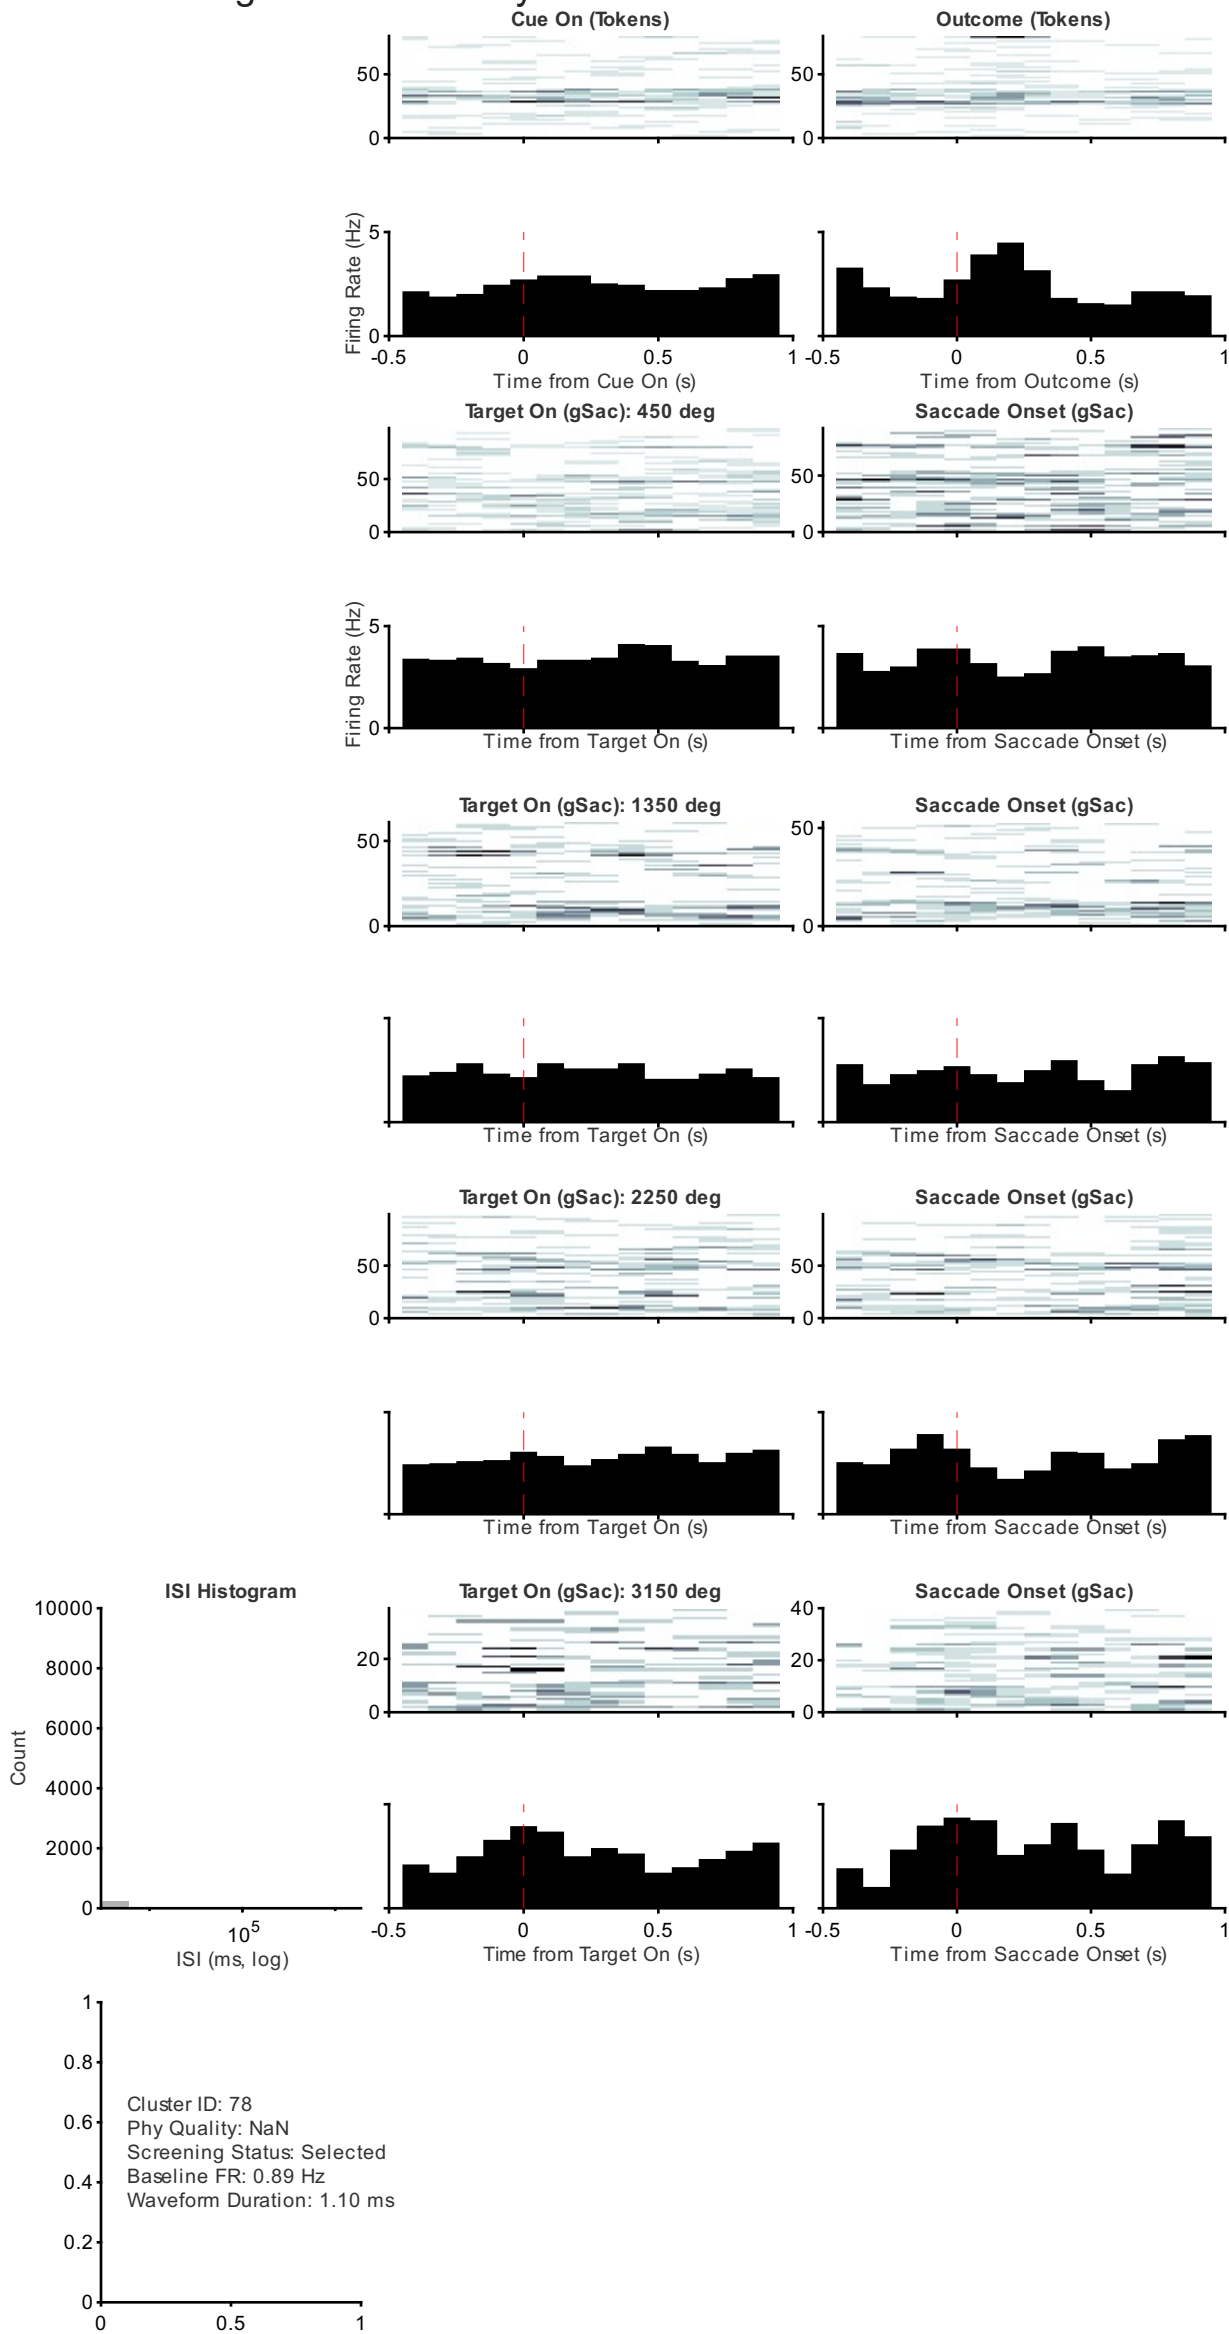 Cue On (Tokens)
Outcome (Tokens)
50
0
50
0
Firing Rate (Hz)
5
0
-0.5
0
0.5
1
-0.5
0
0.5
1
Time from Cue On (s)
Time from Outcome (s)
Target On (gSac): 450 deg
Saccade Onset (gSac)
50
0
50
0
Firing Rate (Hz)
5
0
Time from Target On (s)
Time from Saccade Onset (s)
Target On (gSac): 1350 deg
Saccade Onset (gSac)
50
0
50
0
Time from Target On (s)
Time from Saccade Onset (s)
Target On (gSac): 2250 deg
Saccade Onset (gSac)
50
0
50
0
Time from Target On (s)
Time from Saccade Onset (s)
ISI Histogram
Target On (gSac): 3150 deg
Saccade Onset (gSac)
10000
8000
6000
4000
2000
0
Count
10^5
ISI (ms, log)
20
0
40
20
0
-0.5
0
0.5
1
-0.5
0
0.5
1
Time from Target On (s)
Time from Saccade Onset (s)
1
0.8
0.6
0.4
0.2
0
Cluster ID: 78
Phy Quality: NaN
Screening Status: Selected
Baseline FR: 0.89 Hz
Waveform Duration: 1.10 ms
0
0.5
1